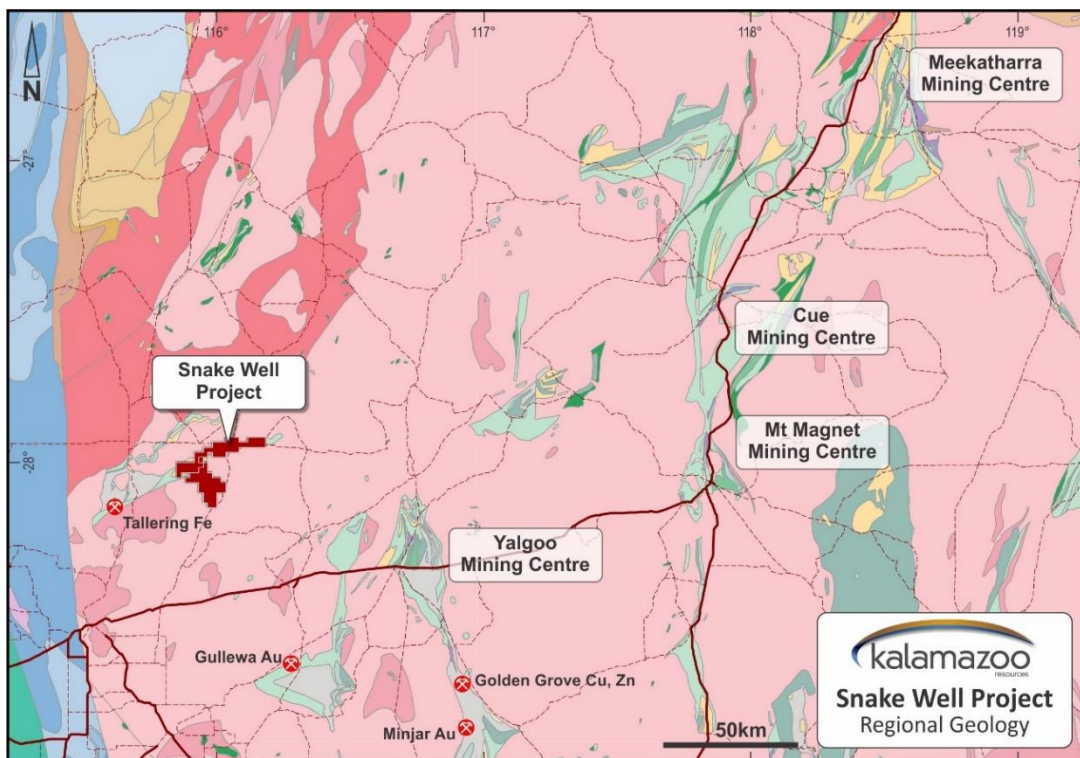 116°
117°
118°
119°
N
Meekatharra
Mining Centre
-27°
Cue
Mining Centre
Snake Well
Project
Mt Magnet
Mining Centre
-28°
Tallering Fe
Yalgoo
Mining Centre
Gullewa Au
Golden Grove Cu, Zn
Minjar Au
50km
kalamazoo
resources
Snake Well Project
Regional Geology